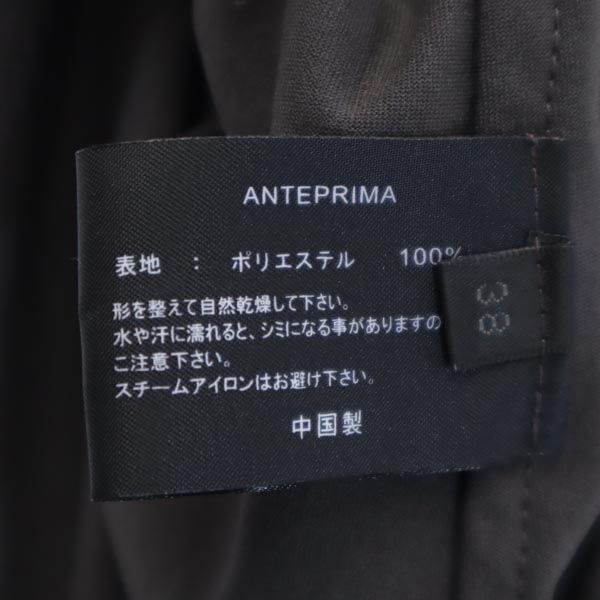 ANTEPRIMA
表地 : ポリエステル 100%
形を整えて自然乾燥して下さい。
水や汗に濡れると、シミになる事がありますの
ご注意下さい。
スチームアイロンはお避け下さい。
中国製
38